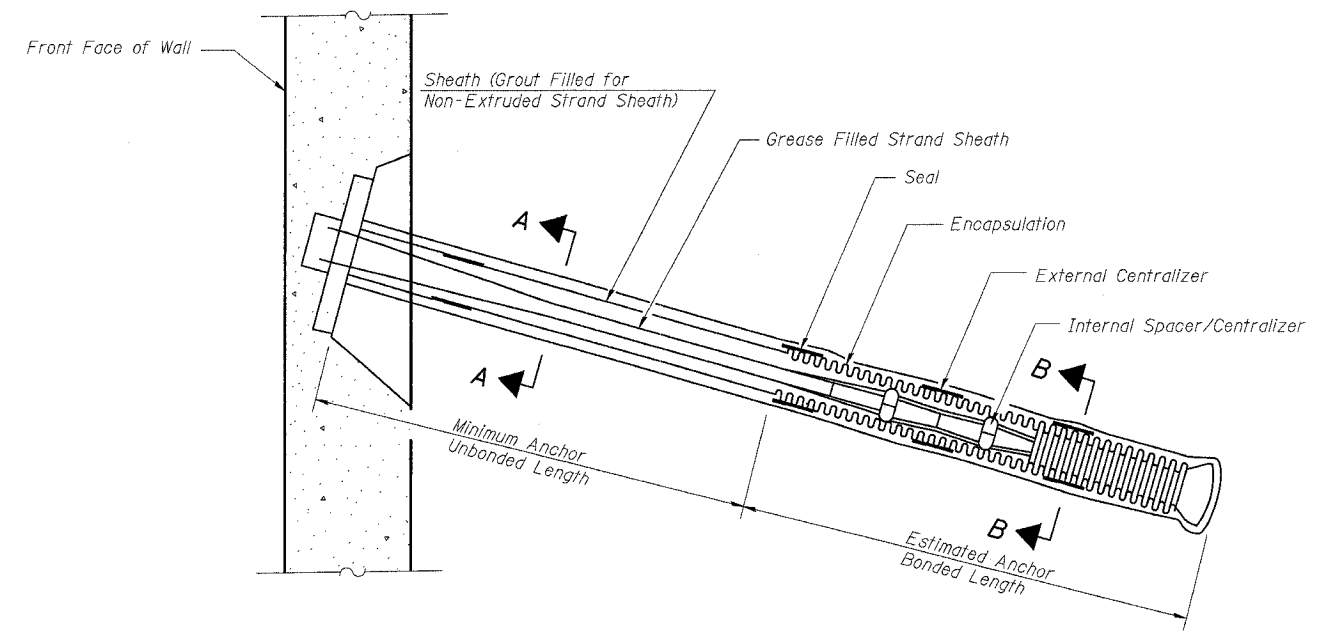 Front Face of Wall
Sheath (Grout Filled for
Non-Extruded Strand Sheath)
Grease Filled Strand Sheath
Seal
Encapsulation
External Centralizer
Internal Spacer/Centralizer
A
A
B
B
Minimum Anchor
Unbonded Length
Estimated Anchor
Bonded Length